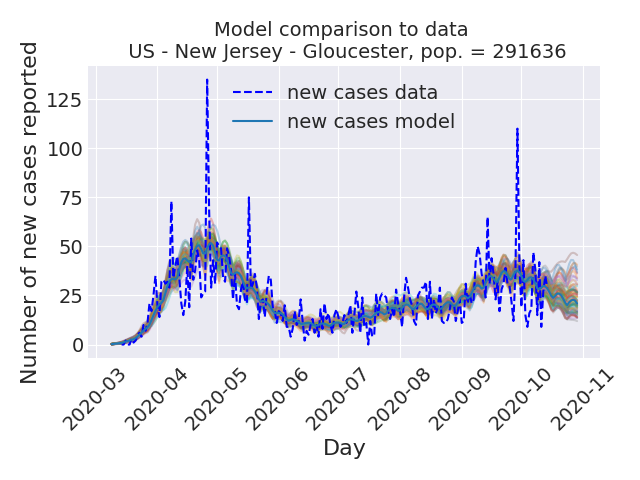 Model comparison to data
US - New Jersey - Gloucester, pop. = 291636
Number of new cases reported
125
100
75
50
25
0
new cases data
new cases model
2020-03
2020-04
2020-05
2020-06
2020-07
2020-08
2020-09
2020-10
2020-11
Day